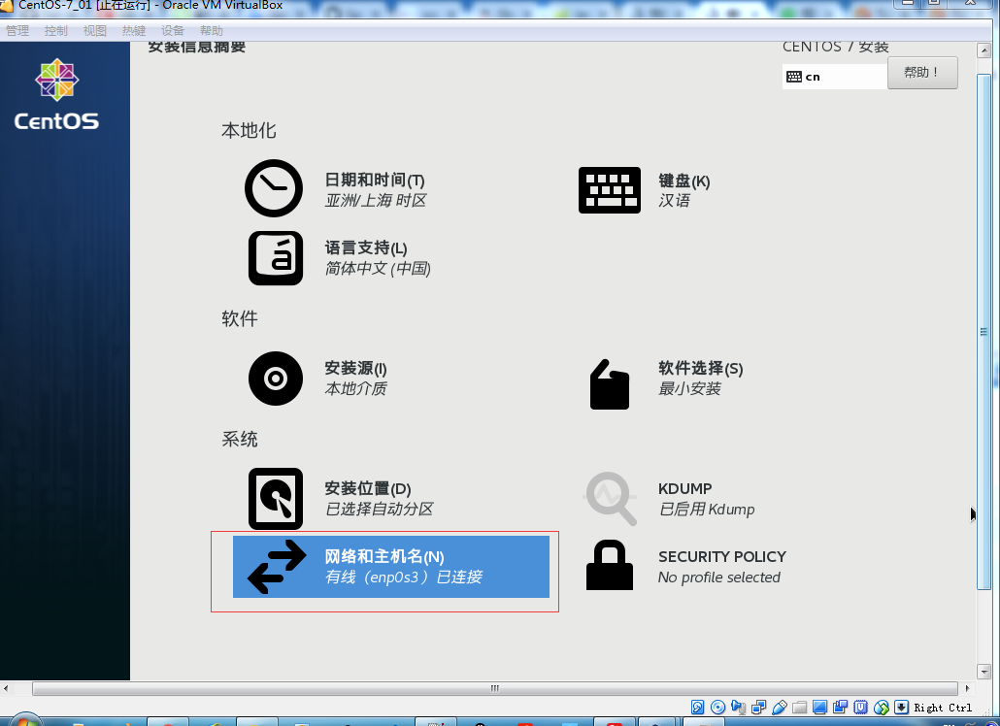 CentOS-7_01 [正在运行] - Oracle VM VirtualBox
管理 控制 视图 热键 设备 帮助
安装信息摘要
CENTOS 7 安装
cn
帮助！
CentOS
本地化
日期和时间(T)
亚洲/上海 时区
键盘(K)
汉语
语言支持(L)
简体中文 (中国)
软件
安装源(I)
本地介质
软件选择(S)
最小安装
系统
安装位置(D)
已选择自动分区
KDUMP
已启用 Kdump
网络和主机名(N)
有线（enp0s3）已连接
SECURITY POLICY
No profile selected
Right Ctrl